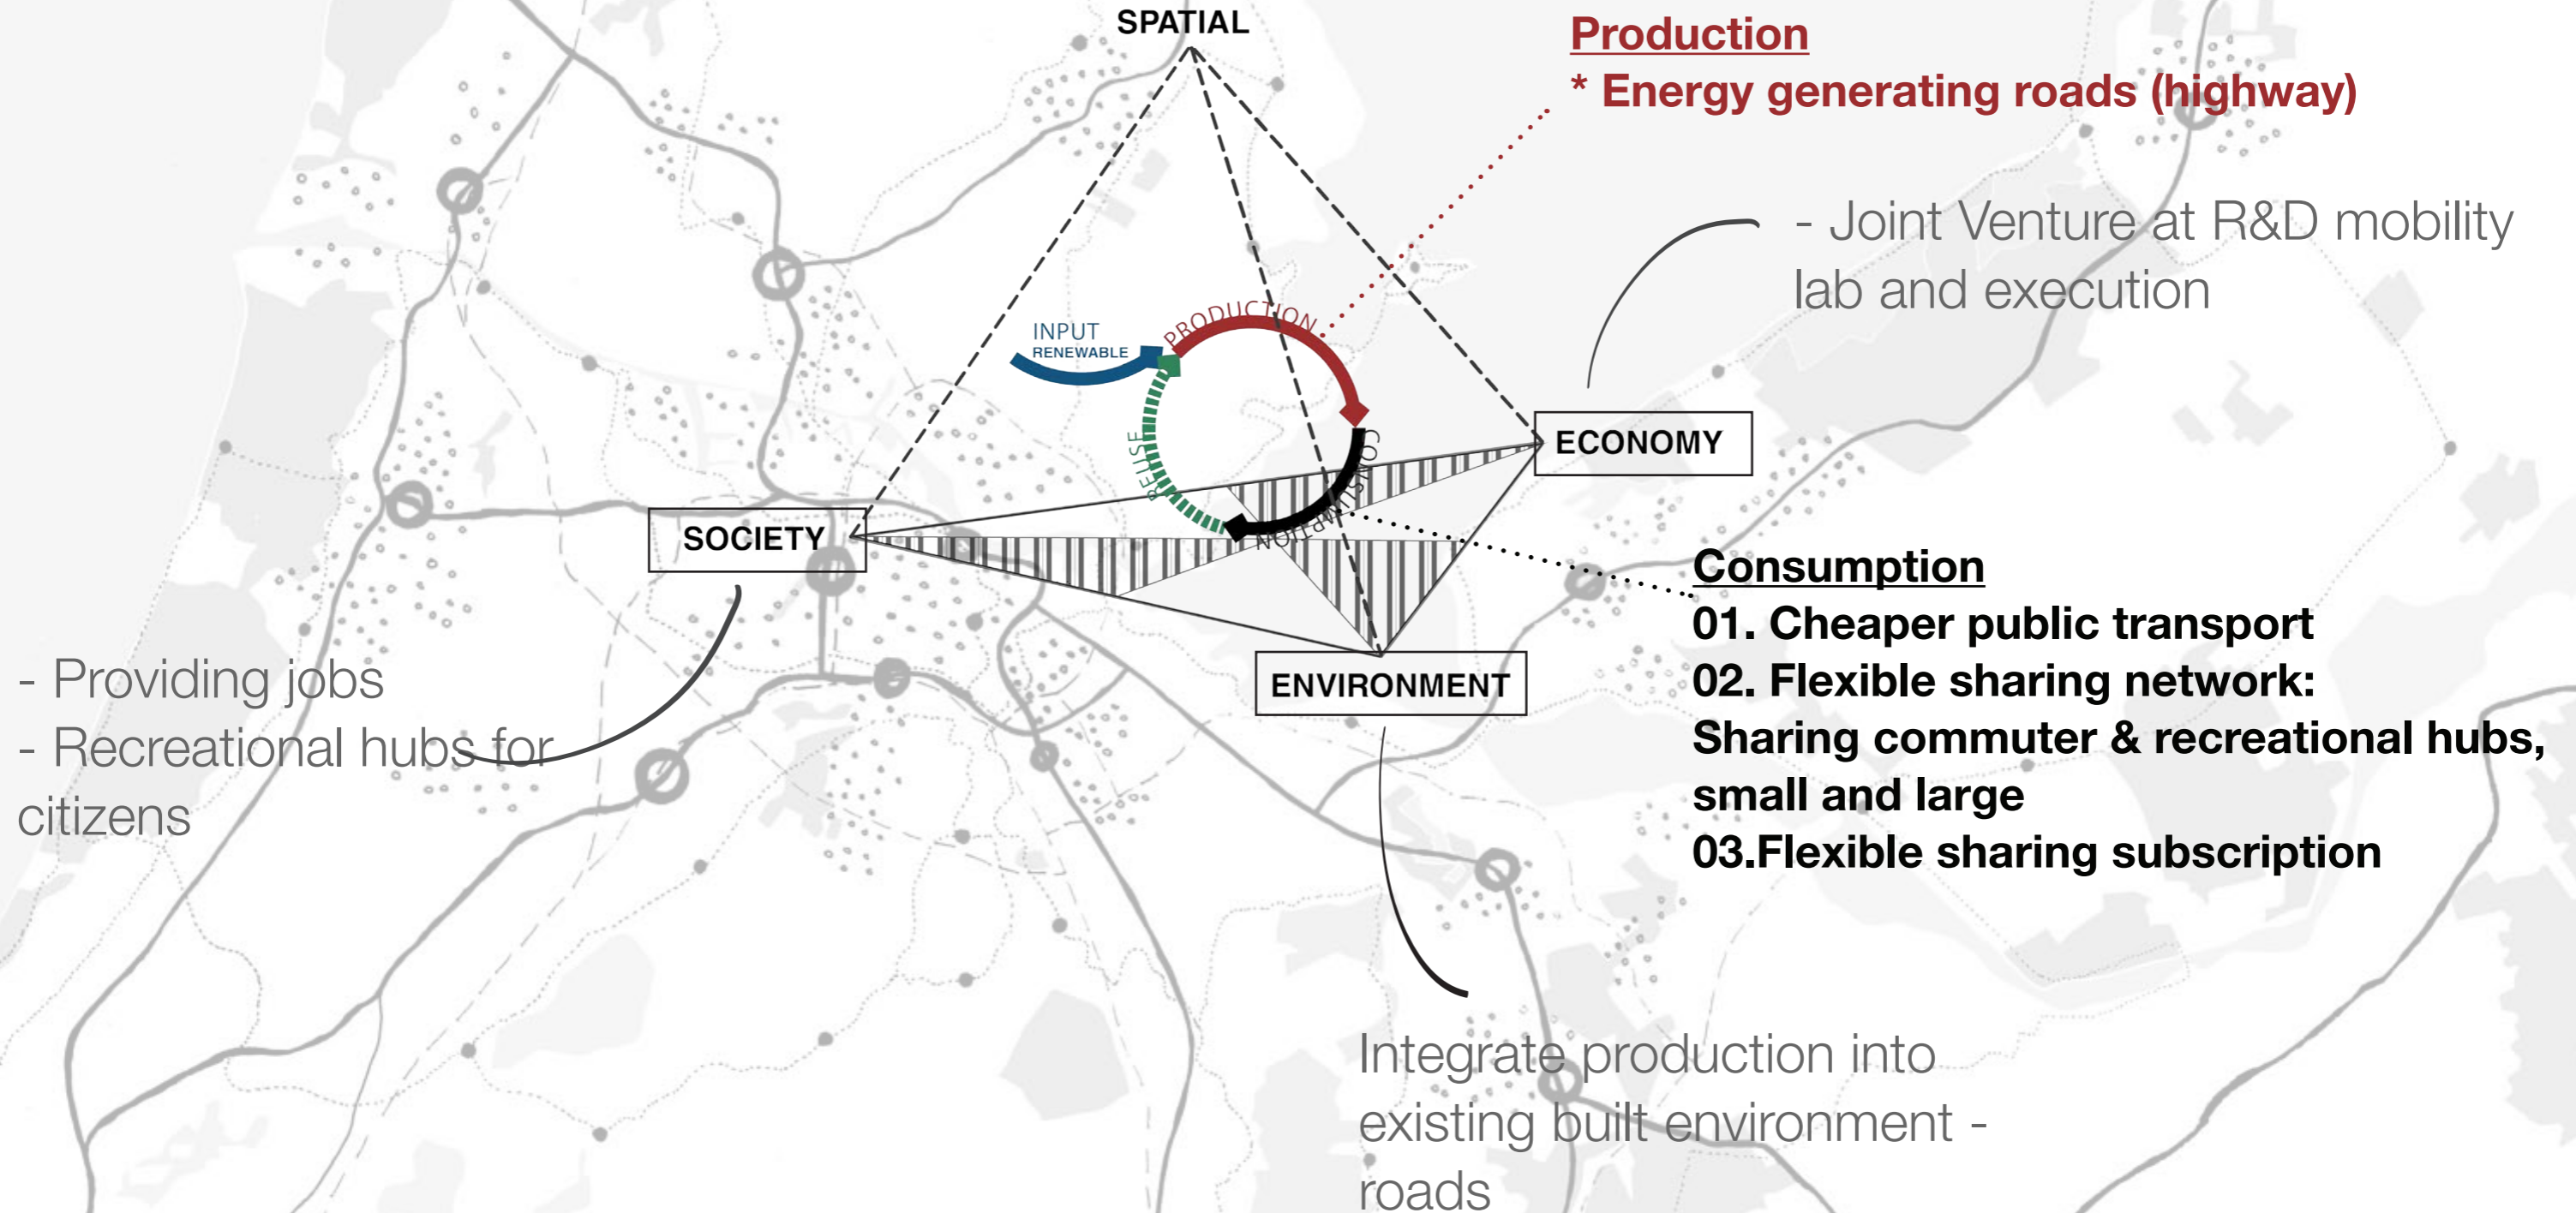 SPATIAL
Production
* Energy generating roads (highway)
- Joint Venture at R&D mobility
lab and execution
INPUT
RENEWABLE
PRODUCTION
REUSE
CONSUMPTION
ECONOMY
SOCIETY
ENVIRONMENT
Consumption
01. Cheaper public transport
02. Flexible sharing network:
Sharing commuter & recreational hubs,
small and large
03.Flexible sharing subscription
- Providing jobs
- Recreational hubs for
citizens
Integrate production into
existing built environment -
roads